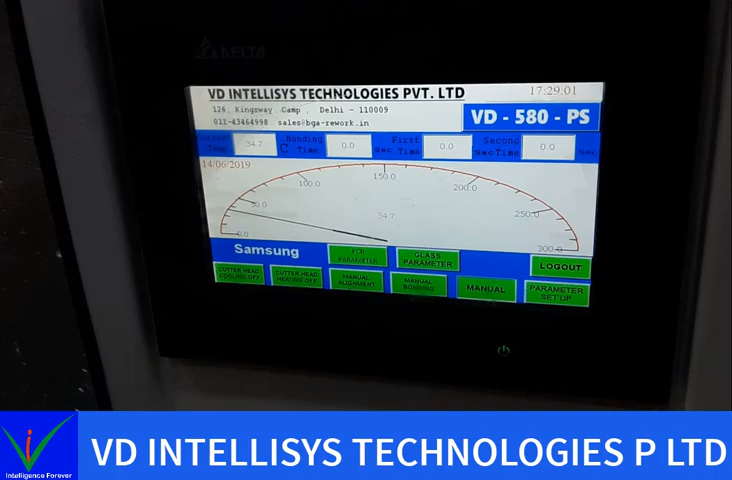 DELTA
VD INTELLISYS TECHNOLOGIES PVT. LTD
17:29:01
126, Kingsway Camp , Delhi - 110009
011-43464998 sales@bga-rework.in
VD - 580 - PS
Temp
34.7
C
Bonding
Time
0.0
Sec
First
Time
0.0
Sec
Second
Time
0.0
Sec
14/06/2019
0.0
50.0
100.0
150.0
200.0
250.0
300.0
34.7
Samsung
PCB
PARAMETER
GLASS
PARAMETER
LOGOUT
CUTTER HEAD
COOLING OFF
CUTTER HEAD
HEATING OFF
MANUAL
ALIGNMENT
MANUAL
BONDING
MANUAL
PARAMETER
SET UP
Intelligence Forever
VD INTELLISYS TECHNOLOGIES P LTD